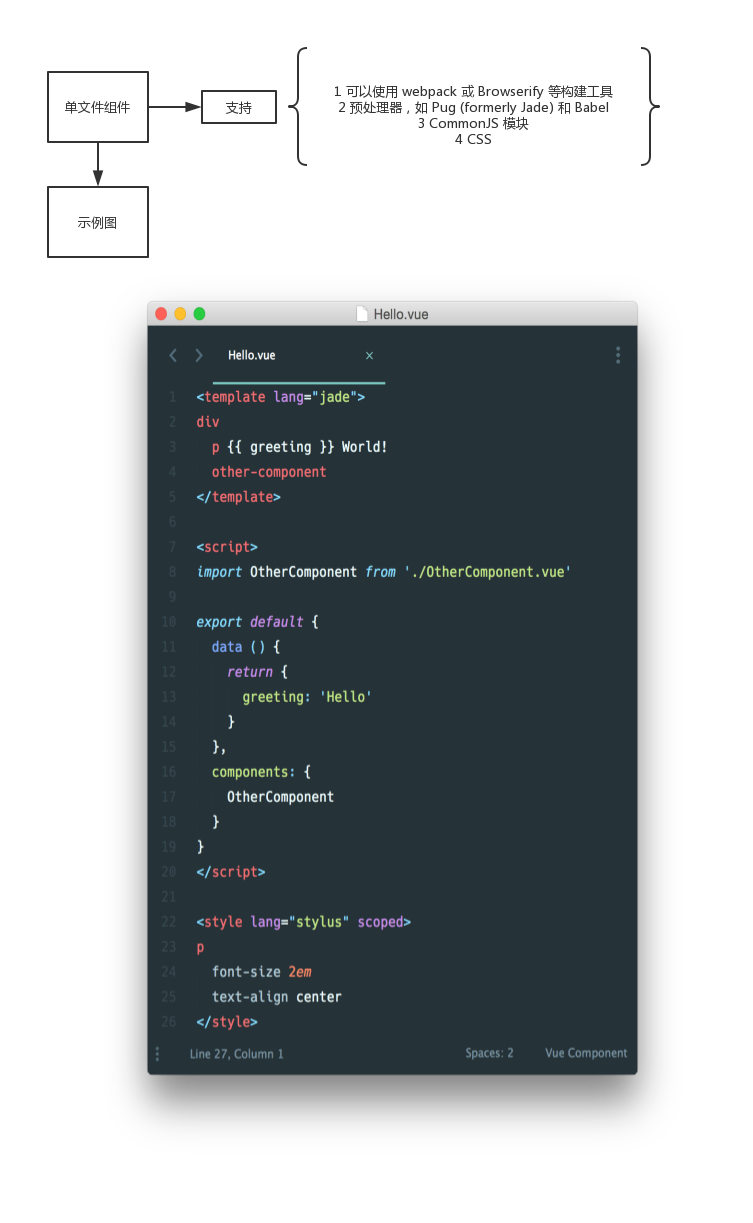 单文件组件
支持
1 可以使用 webpack 或 Browserify 等构建工具
2 预处理器，如 Pug (formerly Jade) 和 Babel
3 CommonJS 模块
4 CSS
示例图
Hello.vue
Hello.vue ×
1 <template lang="jade">
2 div
3   p {{ greeting }} World!
4   other-component
5 </template>
6
7 <script>
8 import OtherComponent from './OtherComponent.vue'
9
10 export default {
11   data () {
12     return {
13       greeting: 'Hello'
14     }
15   },
16   components: {
17     OtherComponent
18   }
19 }
20 </script>
21
22 <style lang="stylus" scoped>
23 p
24   font-size 2em
25   text-align center
26 </style>
Line 27, Column 1 Spaces: 2 Vue Component